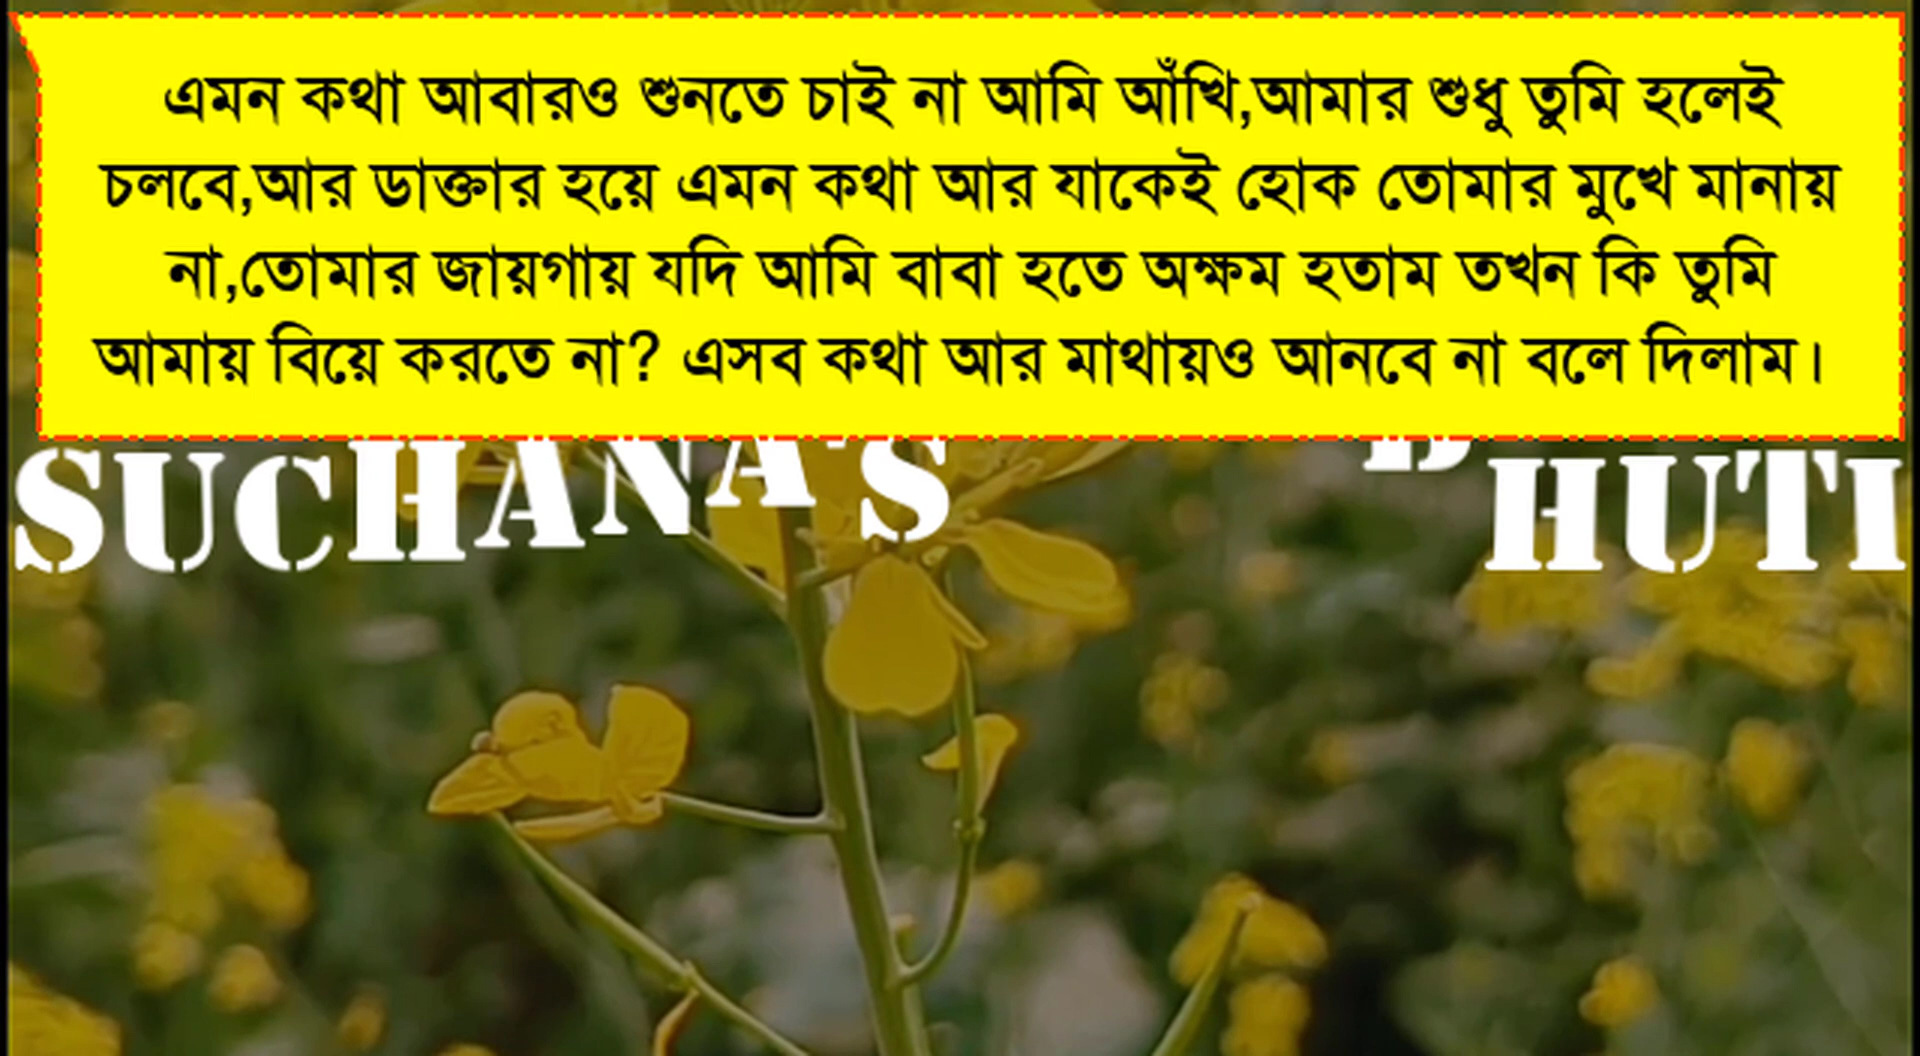 এমন কথা আবারও শুনতে চাই না আমি আঁখি,আমার শুধু তুমি হলেই
চলবে,আর ডাক্তার হয়ে এমন কথা আর যাকেই হোক তোমার মুখে মানায়
না,তোমার জায়গায় যদি আমি বাবা হতে অক্ষম হতাম তখন কি তুমি
আমায় বিয়ে করতে না? এসব কথা আর মাথায়ও আনবে না বলে দিলাম।
SUCHANA'S HUTI